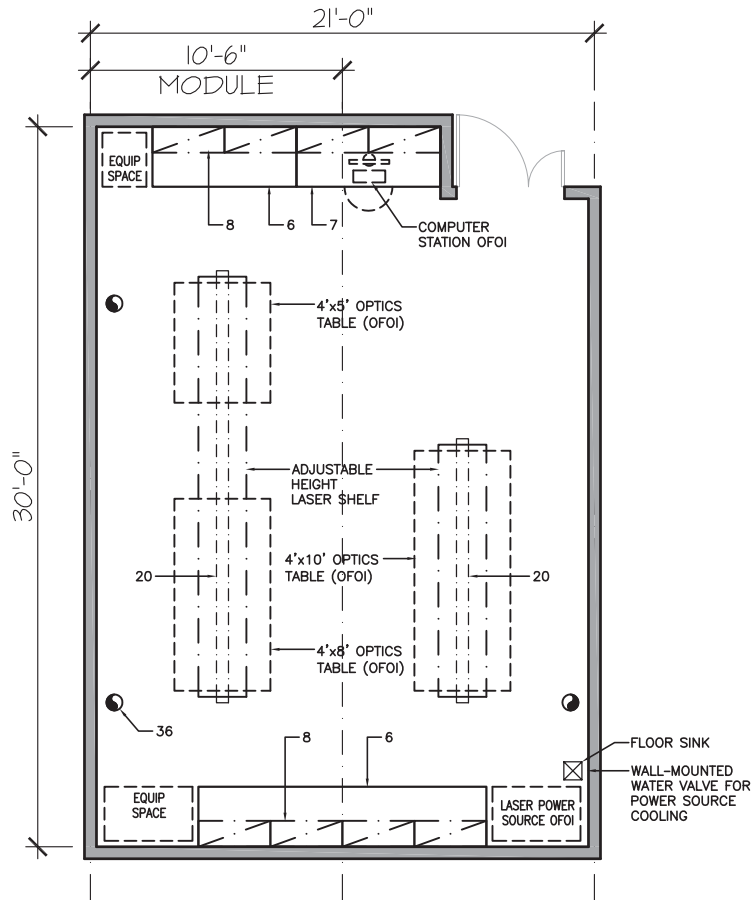 21'-0"
10'-6"
MODULE
EQUIP
SPACE
8
6
7
COMPUTER
STATION OFOI
4'x5' OPTICS
TABLE (OFOI)
30'-0"
ADJUSTABLE
HEIGHT
LASER SHELF
4'x10' OPTICS
TABLE (OFOI)
20
20
4'x8' OPTICS
TABLE (OFOI)
36
8
6
FLOOR SINK
WALL-MOUNTED
WATER VALVE FOR
POWER SOURCE
COOLING
EQUIP
SPACE
LASER POWER
SOURCE OFOI